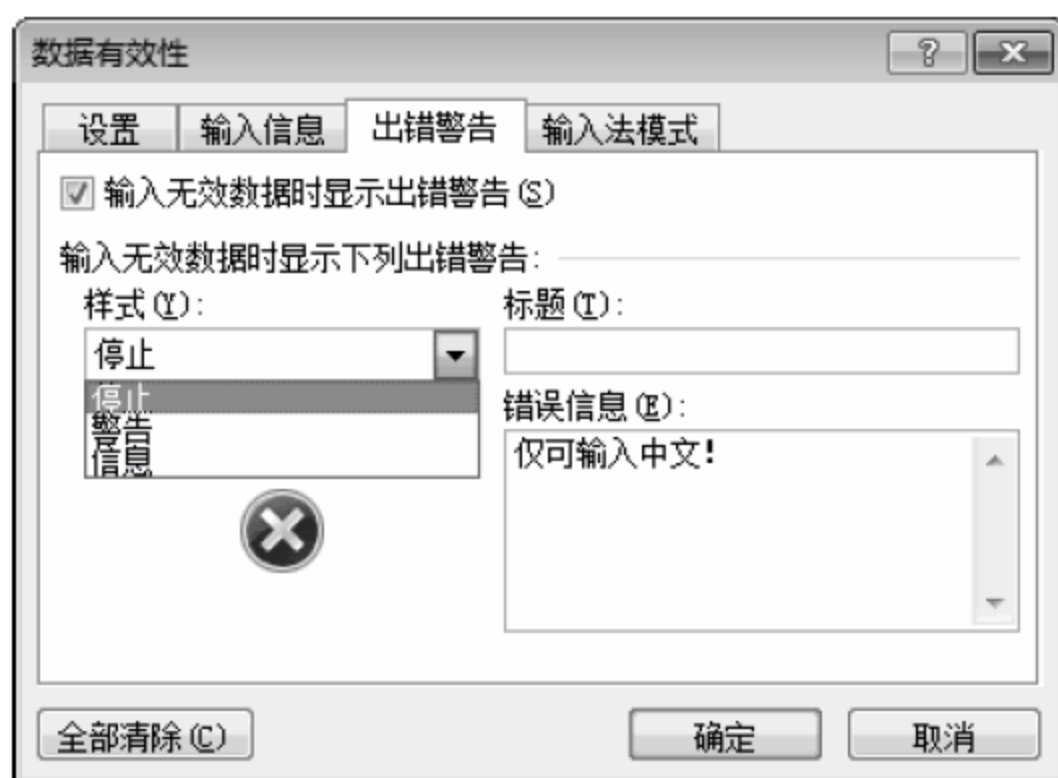 数据有效性
设置 输入信息 出错警告 输入法模式
输入无效数据时显示出错警告(S)
输入无效数据时显示下列出错警告:
样式(Y): 标题(T):
停止
停止
警告
信息
错误信息(E):
仅可输入中文!
全部清除(C) 确定 取消